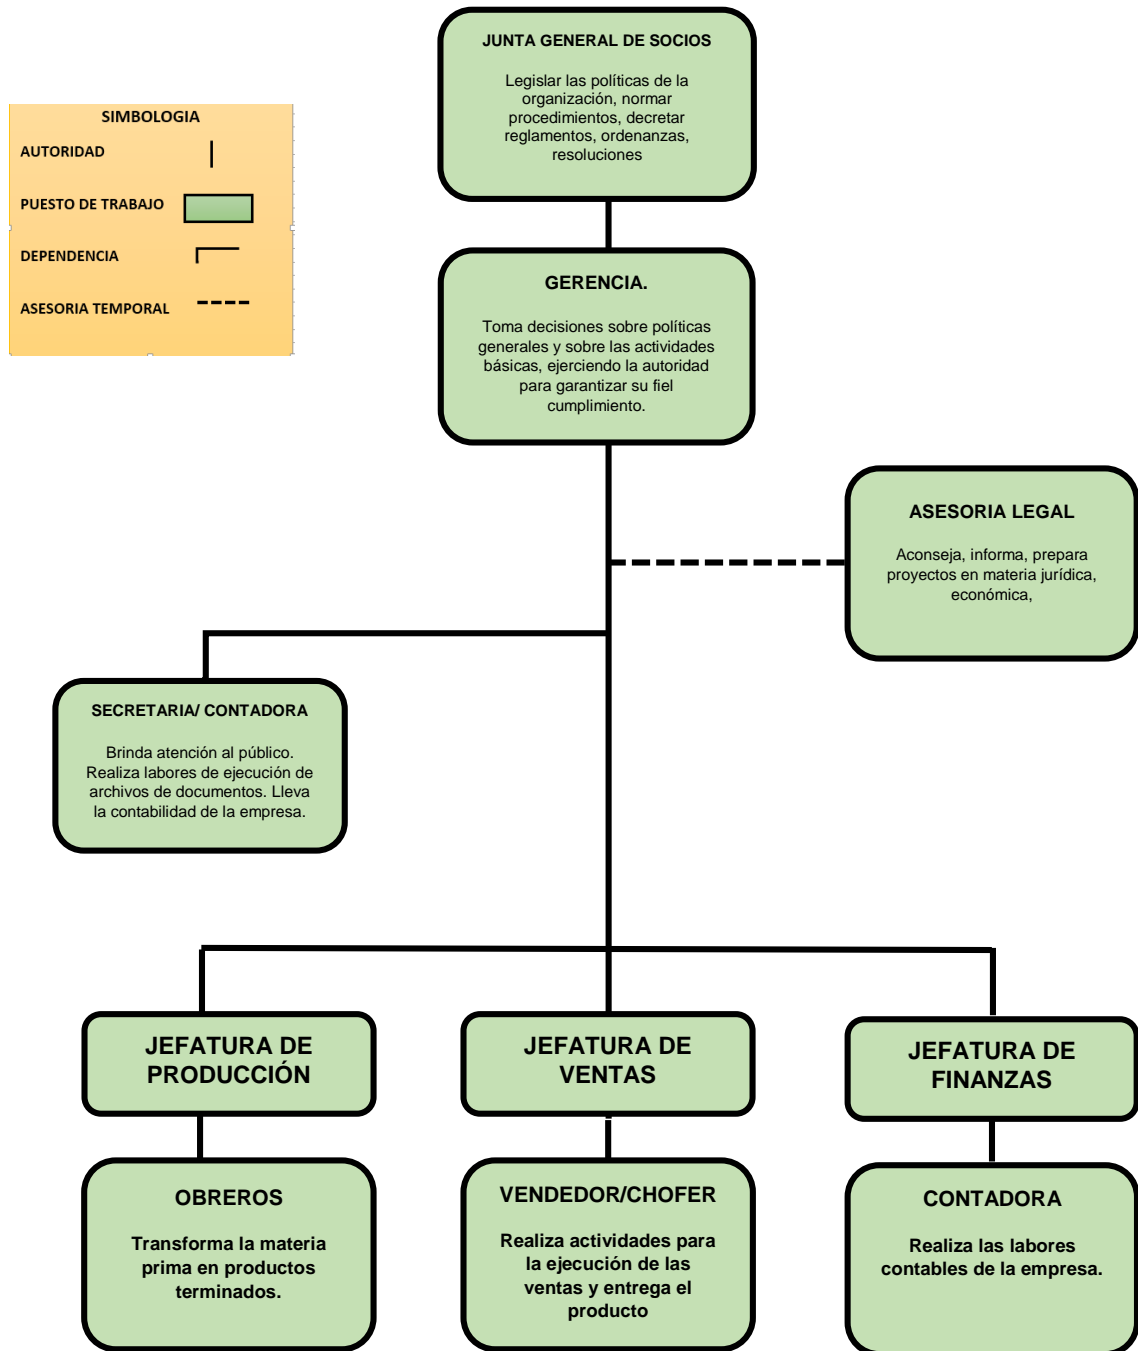 JUNTA GENERAL DE SOCIOS
Legislar las políticas de la
organización, normar
procedimientos, decretar
reglamentos, ordenanzas,
resoluciones
SIMBOLOGIA
AUTORIDAD
PUESTO DE TRABAJO
DEPENDENCIA
ASESORIA TEMPORAL
GERENCIA.
Toma decisiones sobre políticas
generales y sobre las actividades
básicas, ejerciendo la autoridad
para garantizar su fiel
cumplimiento.
ASESORIA LEGAL
Aconseja, informa, prepara
proyectos en materia jurídica,
económica,
SECRETARIA/ CONTADORA
Brinda atención al público.
Realiza labores de ejecución de
archivos de documentos. Lleva
la contabilidad de la empresa.
JEFATURA DE
PRODUCCIÓN
JEFATURA DE
VENTAS
JEFATURA DE
FINANZAS
OBREROS
Transforma la materia
prima en productos
terminados.
VENDEDOR/CHOFER
Realiza actividades para
la ejecución de las
ventas y entrega el
producto
CONTADORA
Realiza las labores
contables de la empresa.